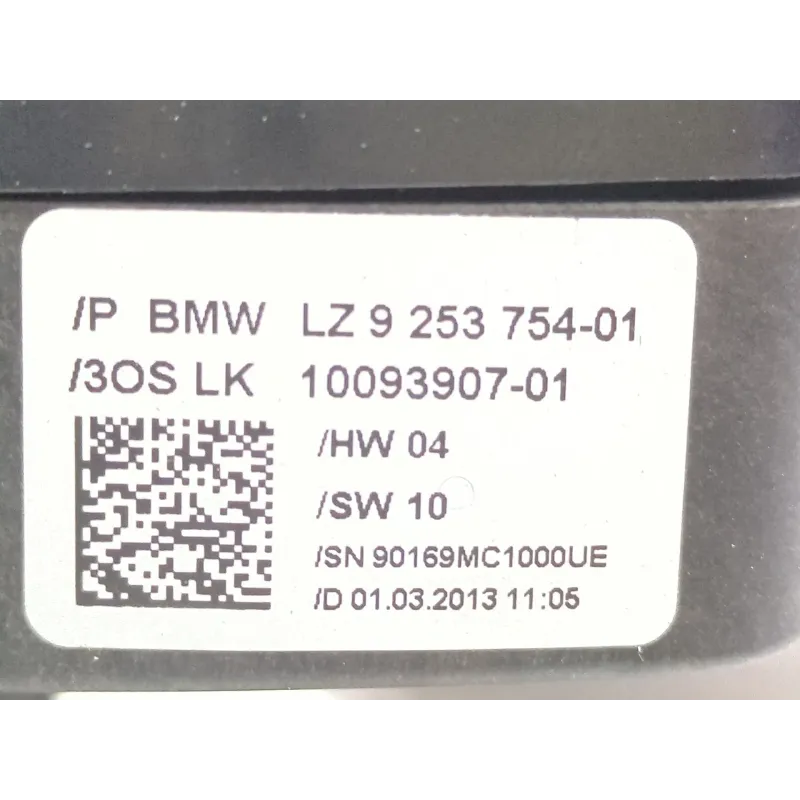 /P BMW LZ 9 253 754-01
/3OS LK 10093907-01
/HW 04
/SW 10
/SN 90169MC1000UE
/D 01.03.2013 11:05